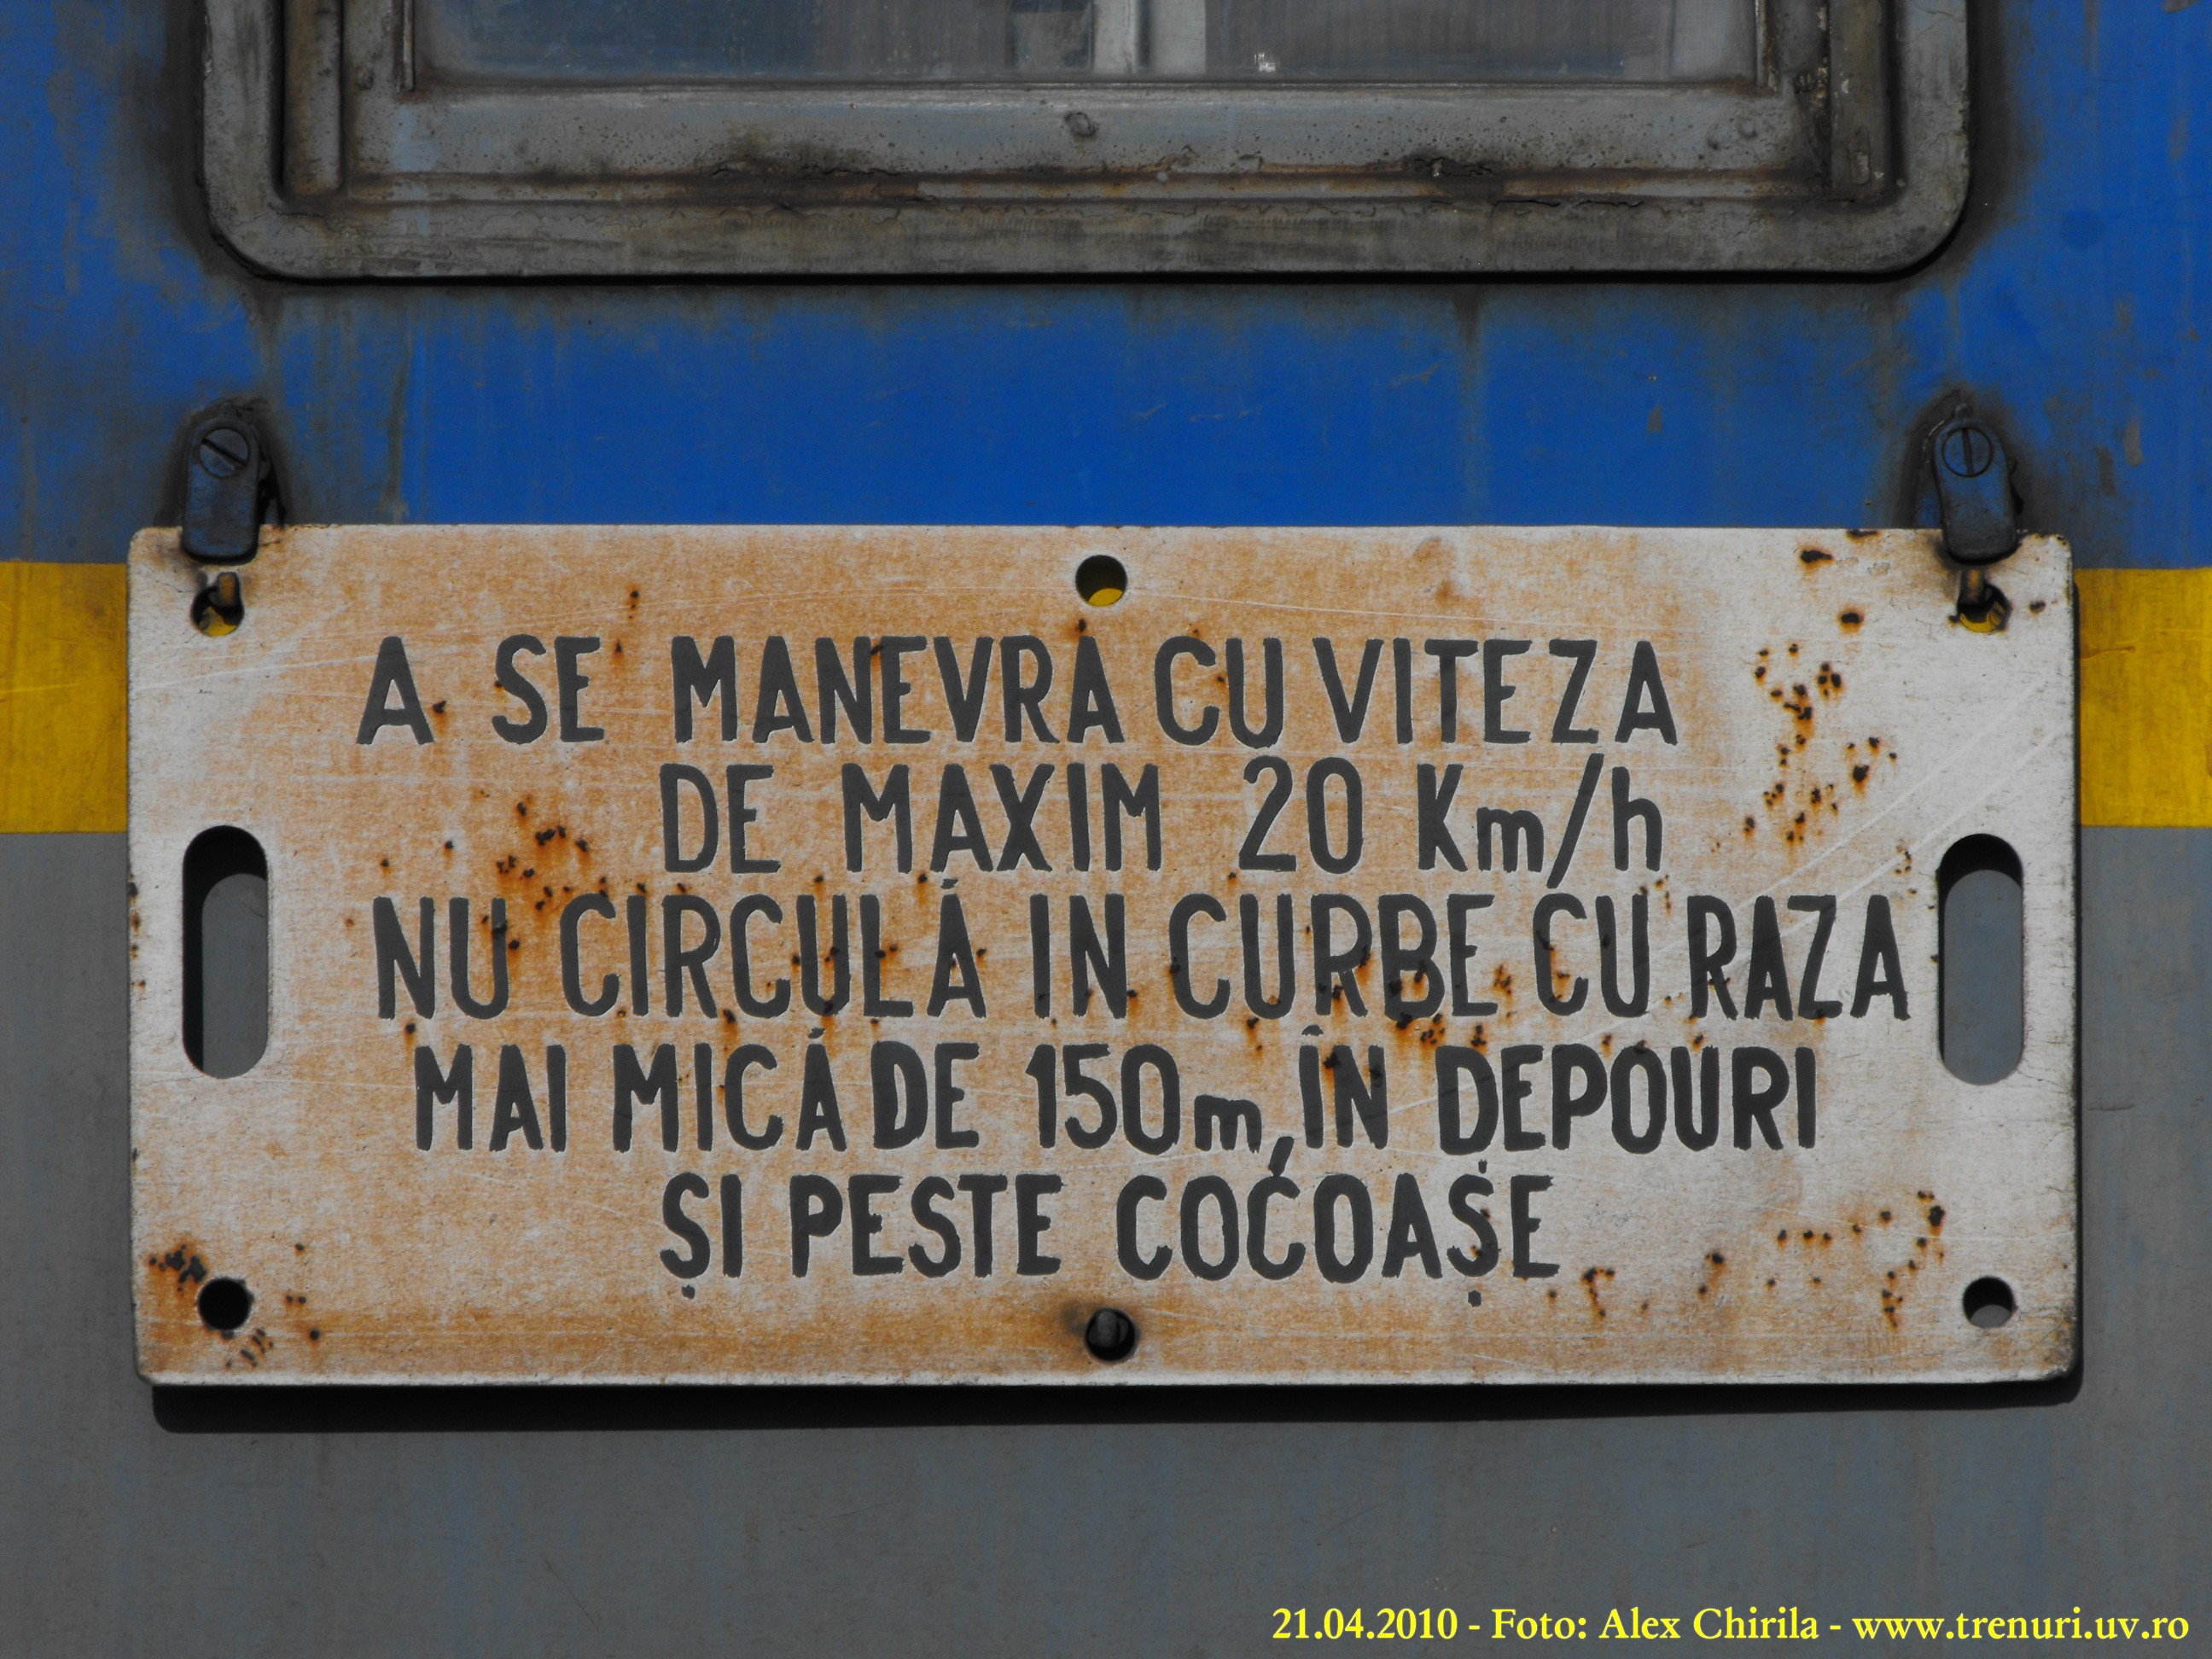 A SE MANEVRA CU VITEZA
DE MAXIM 20 Km/h
NU CIRCULĂ IN CURBE CU RAZA
MAI MICĂ DE 150m, ÎN DEPOURI
ȘI PESTE COCOAȘE
21.04.2010 - Foto: Alex Chirila - www.trenuri.uv.ro